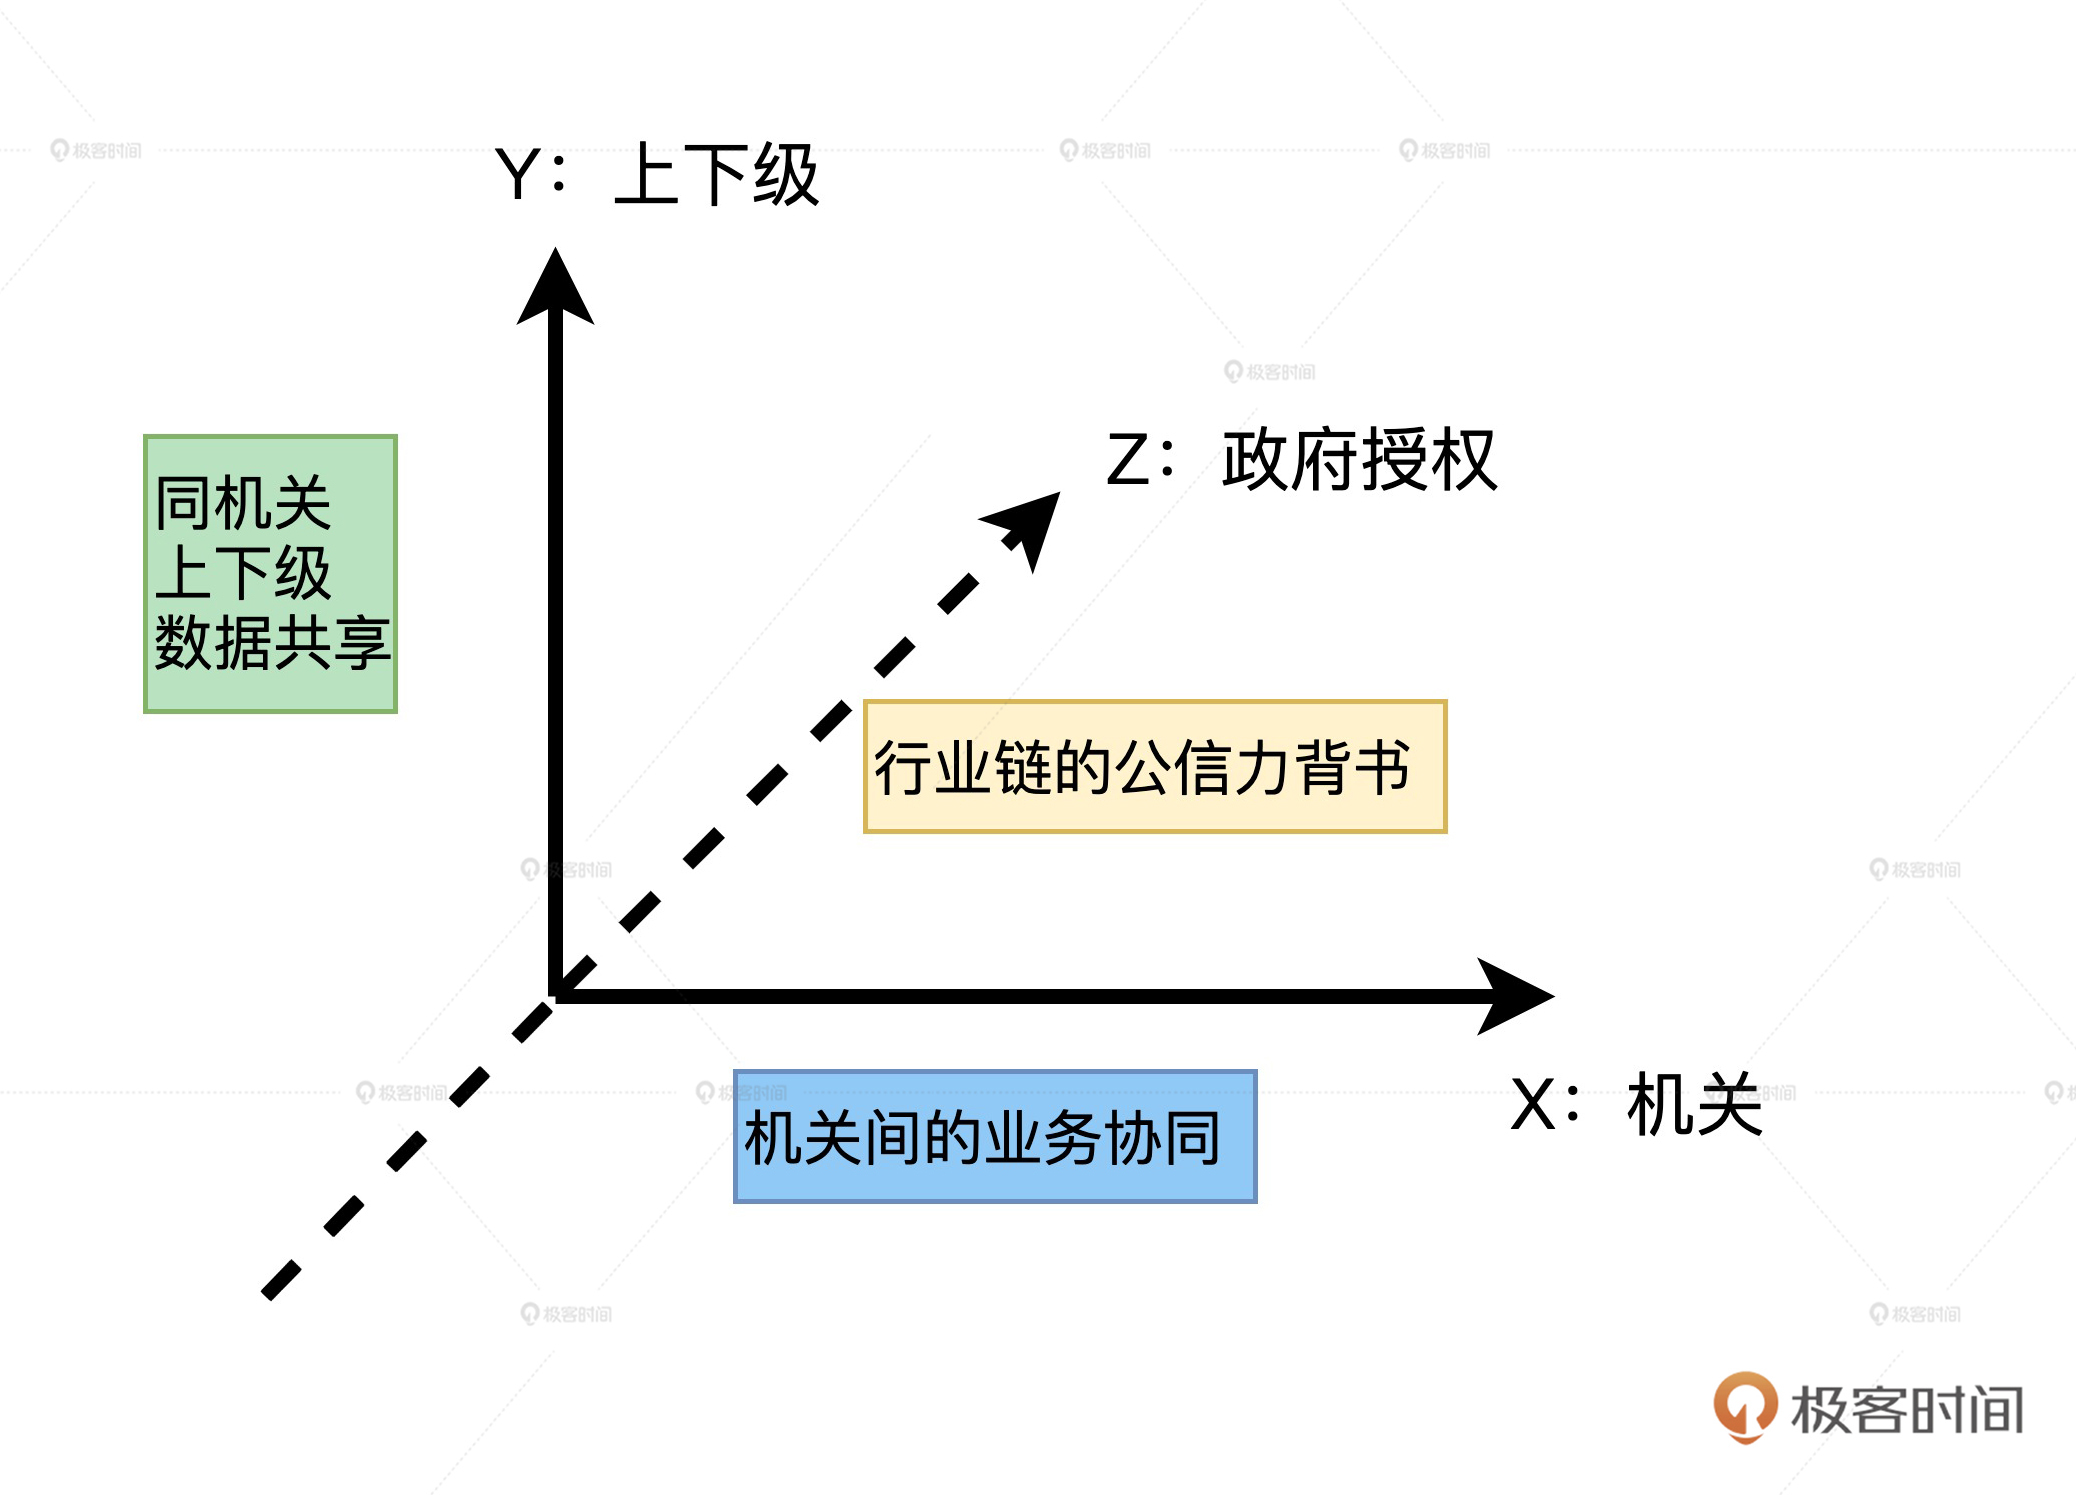 Y：上下级
Z：政府授权
同机关
上下级
数据共享
行业链的公信力背书
机关间的业务协同
X：机关
极客时间